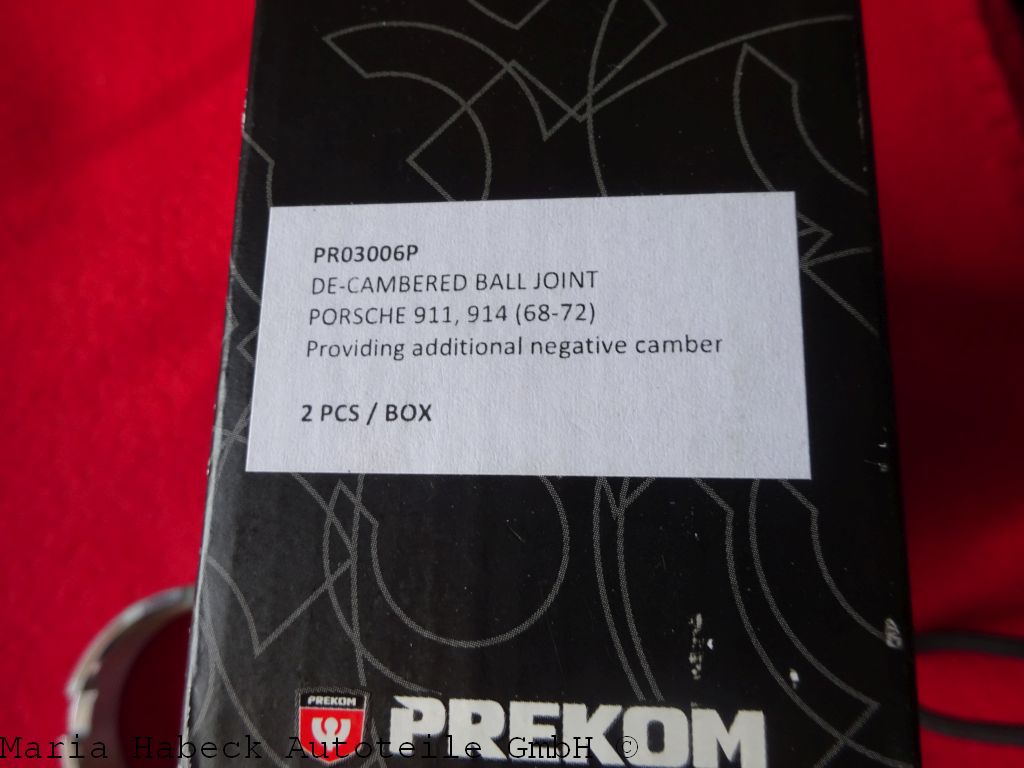 PR03006P
DE-CAMBERED BALL JOINT
PORSCHE 911, 914 (68-72)
Providing additional negative camber
2 PCS / BOX
PREKOM
PREKOM
Maria Habeck Autoteile GmbH ©